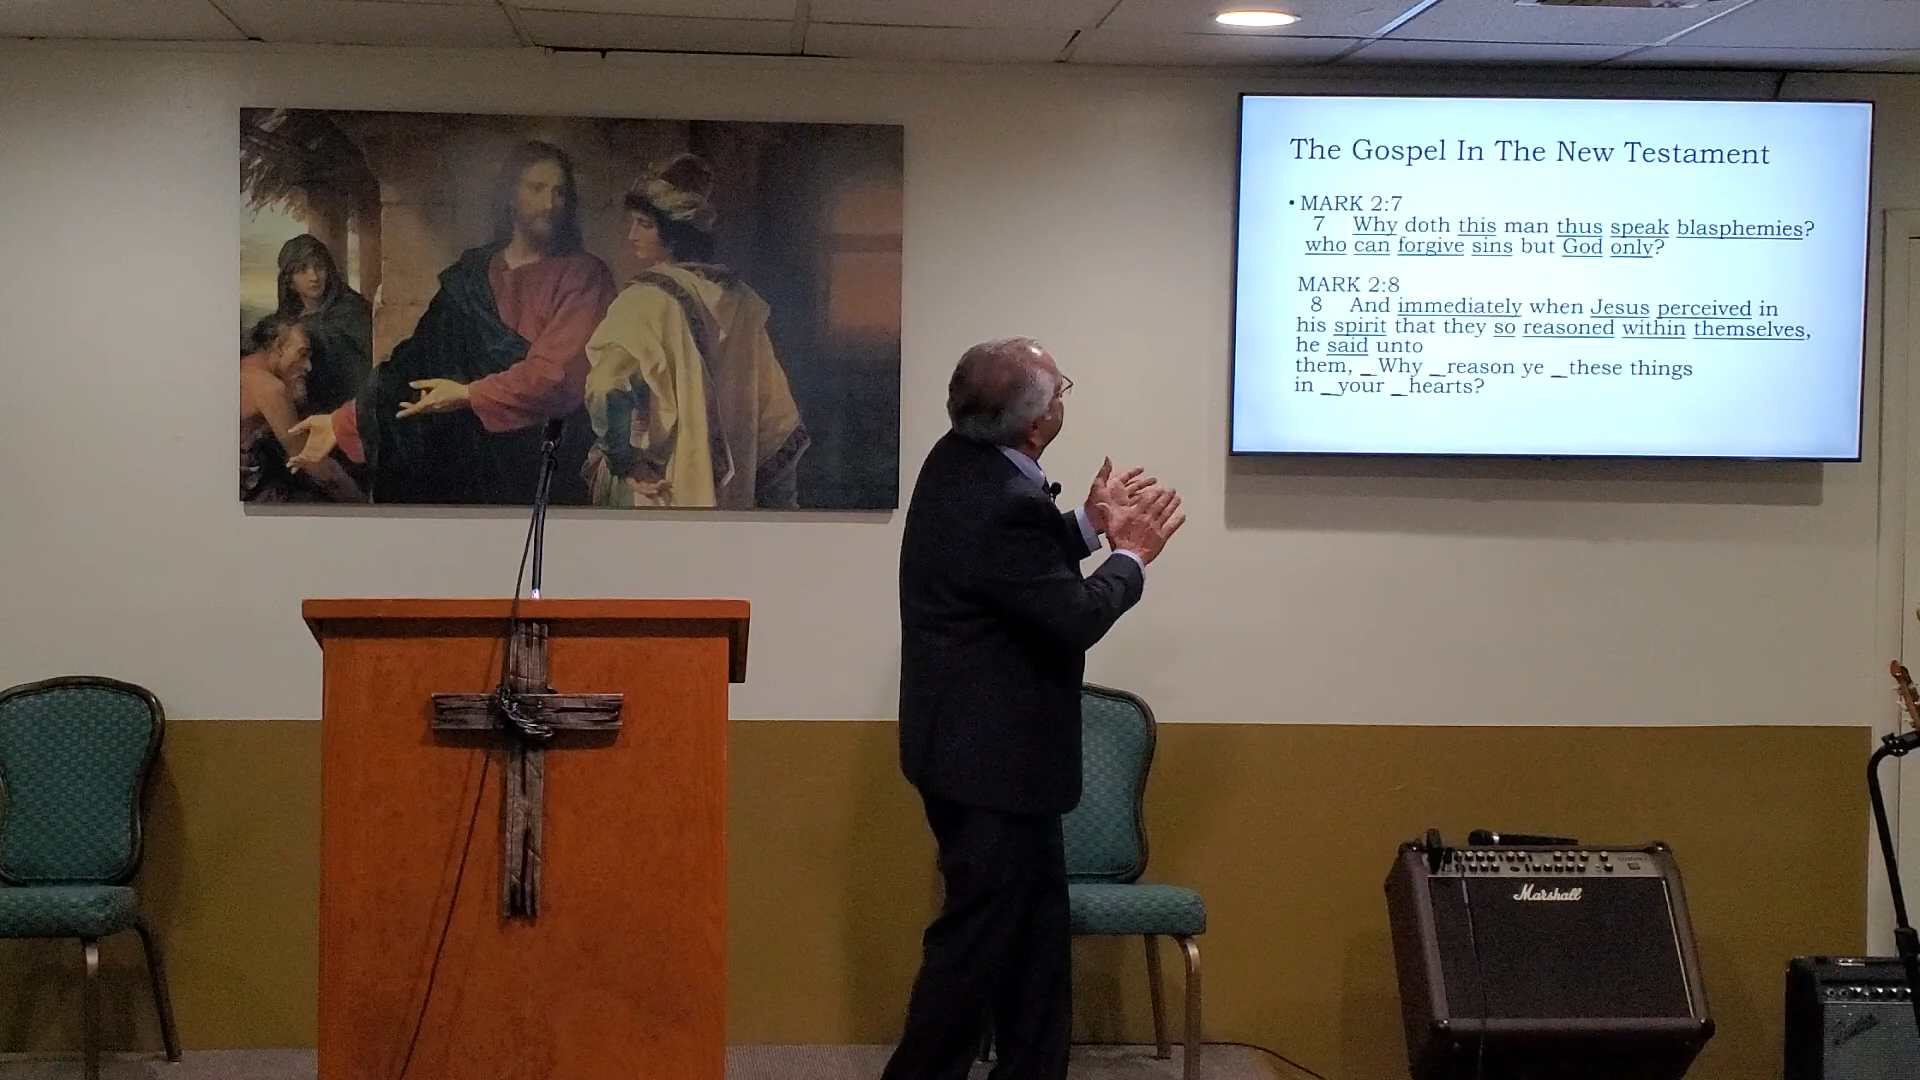 The Gospel In The New Testament
• MARK 2:7
7 Why doth this man thus speak blasphemies?
who can forgive sins but God only?
MARK 2:8
8 And immediately when Jesus perceived in
his spirit that they so reasoned within themselves,
he said unto
them, _Why _reason ye _these things
in _your _hearts?
Marshall